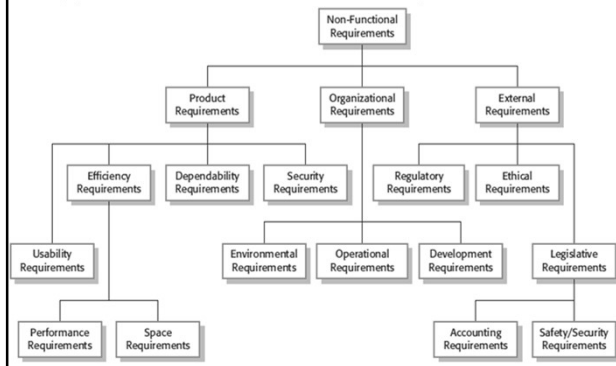 Non-Functional
Requirements
Product
Requirements
Organizational
Requirements
External
Requirements
Efficiency
Requirements
Dependability
Requirements
Security
Requirements
Regulatory
Requirements
Ethical
Requirements
Usability
Requirements
Environmental
Requirements
Operational
Requirements
Development
Requirements
Legislative
Requirements
Performance
Requirements
Space
Requirements
Accounting
Requirements
Safety/Security
Requirements